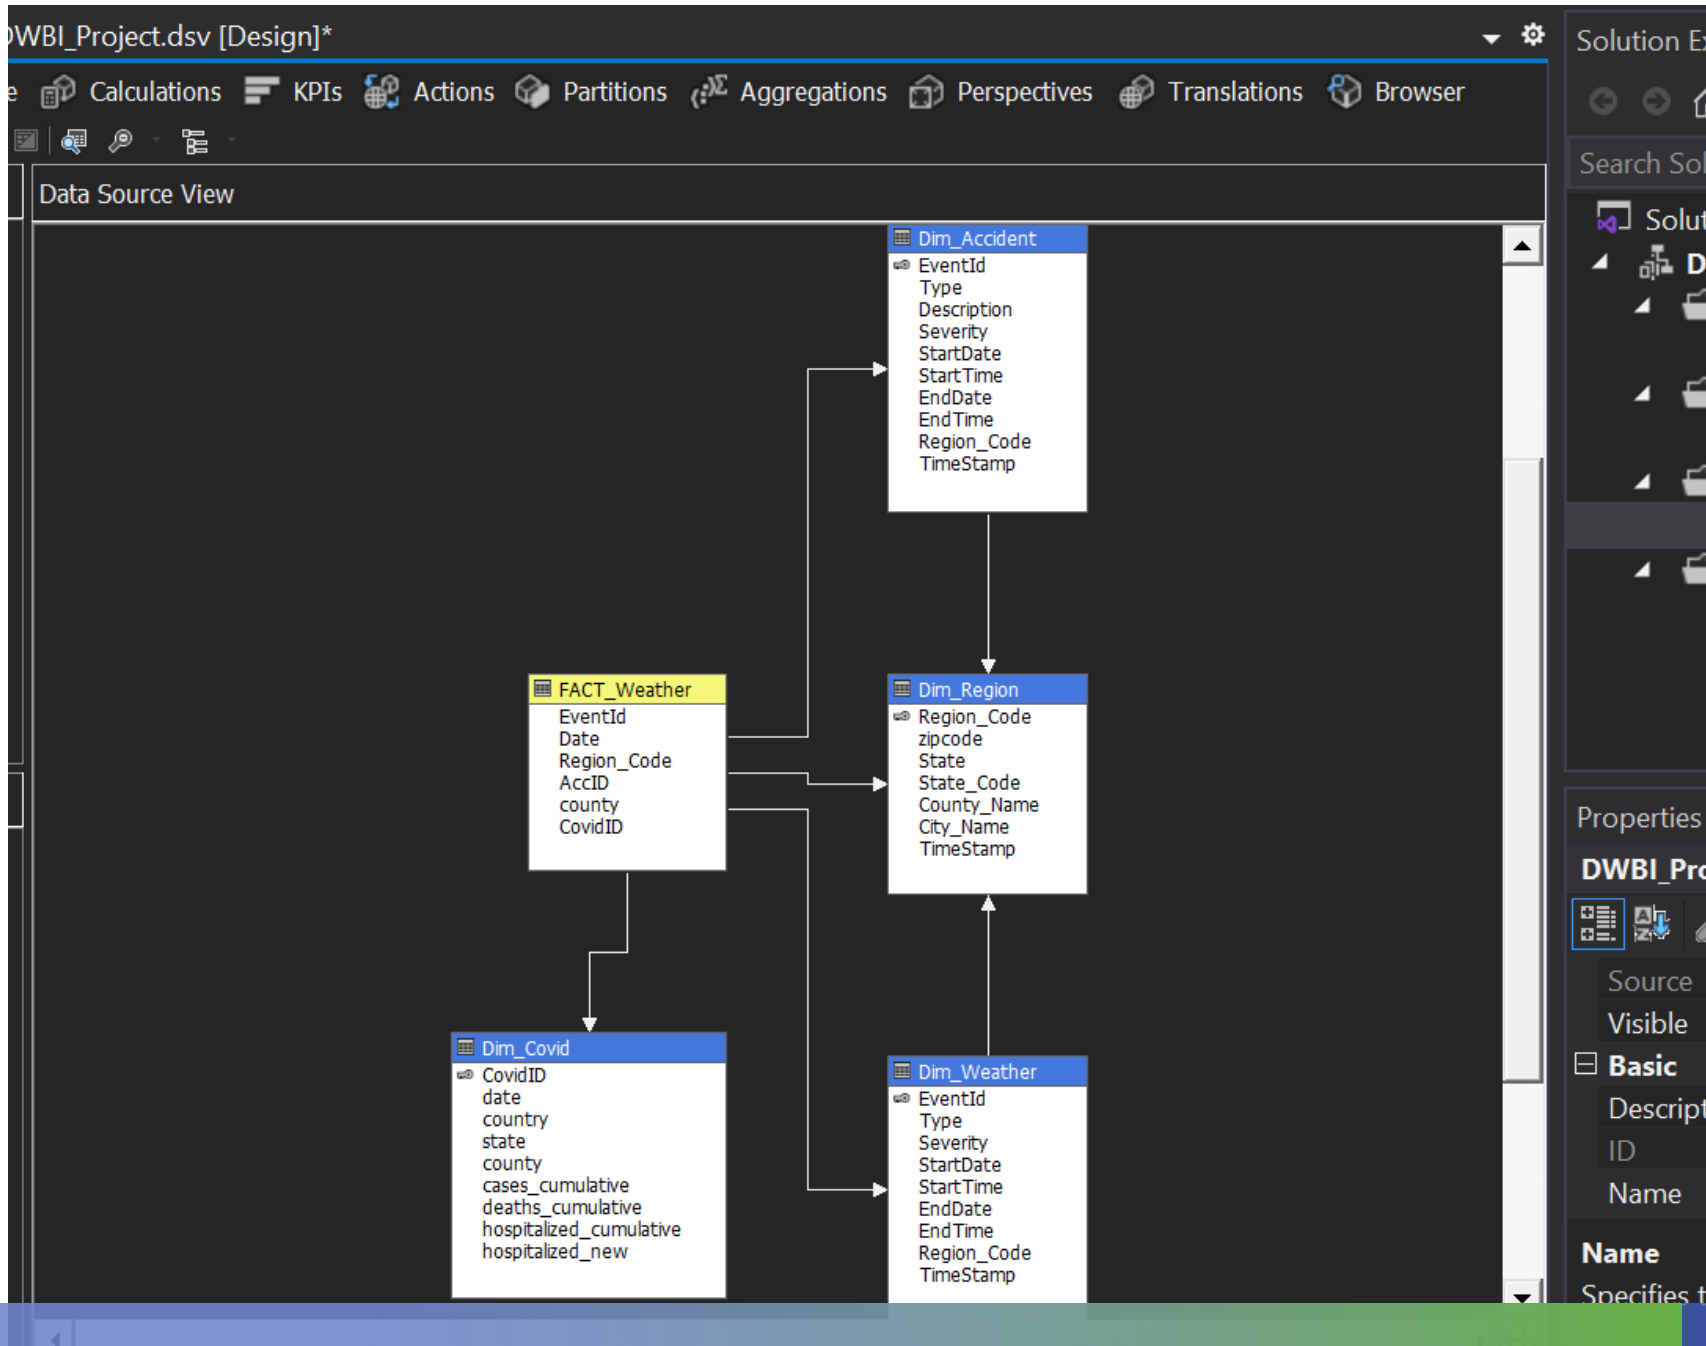 DWBI_Project.dsv [Design]*
Calculations KPIs Actions Partitions Aggregations Perspectives Translations Browser
Data Source View
Dim_Accident
EventId
Type
Description
Severity
StartDate
StartTime
EndDate
EndTime
Region_Code
TimeStamp
FACT_Weather
EventId
Date
Region_Code
AccID
county
CovidID
Dim_Region
Region_Code
zipcode
State
State_Code
County_Name
City_Name
TimeStamp
Dim_Covid
CovidID
date
country
state
county
cases_cumulative
deaths_cumulative
hospitalized_cumulative
hospitalized_new
Dim_Weather
EventId
Type
Severity
StartDate
StartTime
EndDate
EndTime
Region_Code
TimeStamp
Solution Ex
Search Sol
Solut
D
Properties
DWBI_Pro
Source
Visible
Basic
Descript
ID
Name
Name
Specifies t